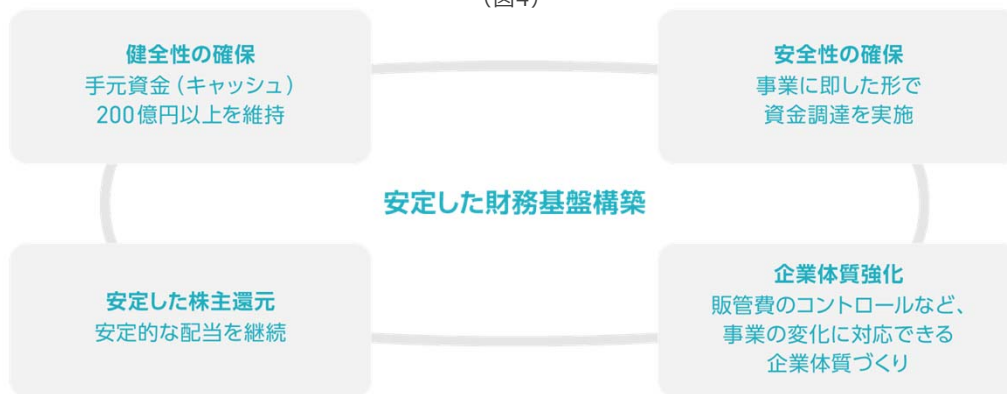 （図4）
健全性の確保
手元資金（キャッシュ）
200億円以上を維持
安全性の確保
事業に即した形で
資金調達を実施
安定した財務基盤構築
安定した株主還元
安定的な配当を継続
企業体質強化
販管費のコントロールなど、
事業の変化に対応できる
企業体質づくり